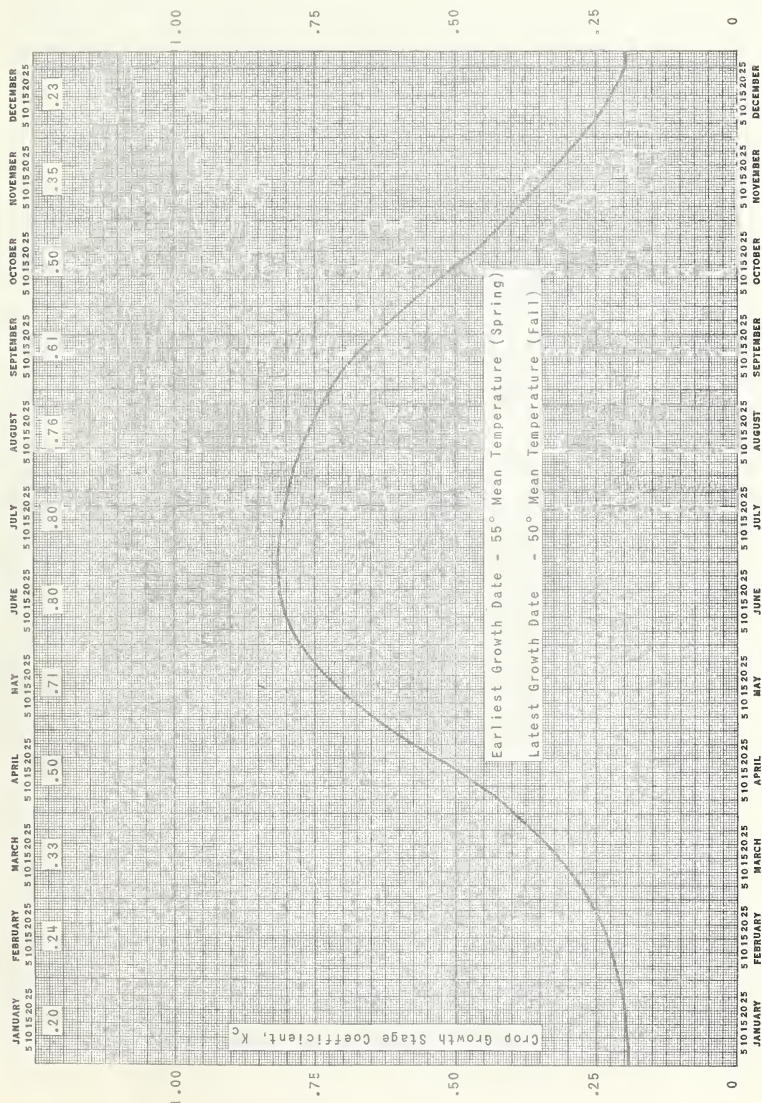 JANUARY FEBRUARY MARCH APRIL MAY JUNE JULY AUGUST SEPTEMBER OCTOBER NOVEMBER DECEMBER
5 10 15 20 25 5 10 15 20 25 5 10 15 20 25 5 10 15 20 25 5 10 15 20 25 5 10 15 20 25 5 10 15 20 25 5 10 15 20 25 5 10 15 20 25 5 10 15 20 25 5 10 15 20 25 5 10 15 20 25
.20 .24 .33 .50 .71 .80 .80 .76 .61 .50 .35 .23
1.00 1.00
.75 .75
.50 .50
.25 .25
0 0
Crop Growth Stage Coefficient, Kc
Earliest Growth Date - 55° Mean Temperature (Spring)
Latest Growth Date - 50° Mean Temperature (Fall)
5 10 15 20 25 5 10 15 20 25 5 10 15 20 25 5 10 15 20 25 5 10 15 20 25 5 10 15 20 25 5 10 15 20 25 5 10 15 20 25 5 10 15 20 25 5 10 15 20 25 5 10 15 20 25 5 10 15 20 25
JANUARY FEBRUARY MARCH APRIL MAY JUNE JULY AUGUST SEPTEMBER OCTOBER NOVEMBER DECEMBER